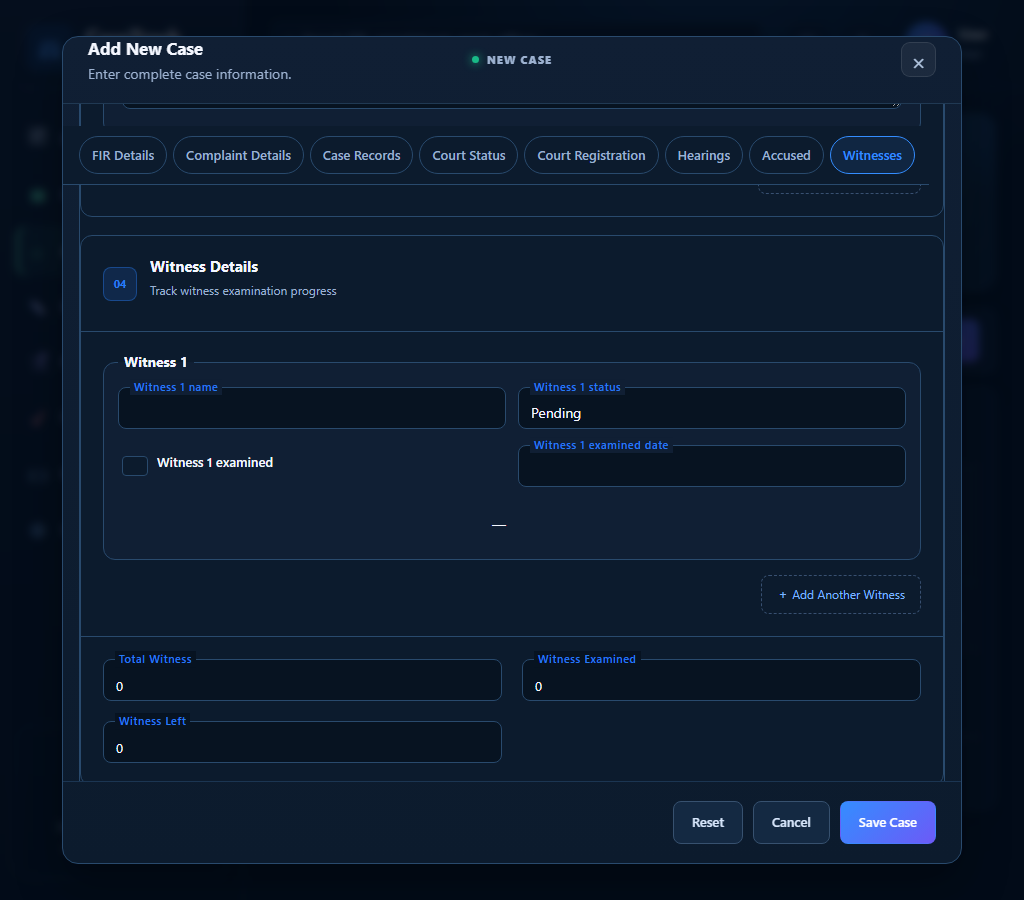 Add New Case
Enter complete case information.
NEW CASE
×
FIR Details
Complaint Details
Case Records
Court Status
Court Registration
Hearings
Accused
Witnesses
04
Witness Details
Track witness examination progress
Witness 1
Witness 1 name
Witness 1 status
Pending
Witness 1 examined
Witness 1 examined date
—
+ Add Another Witness
Total Witness
0
Witness Examined
0
Witness Left
0
Reset
Cancel
Save Case